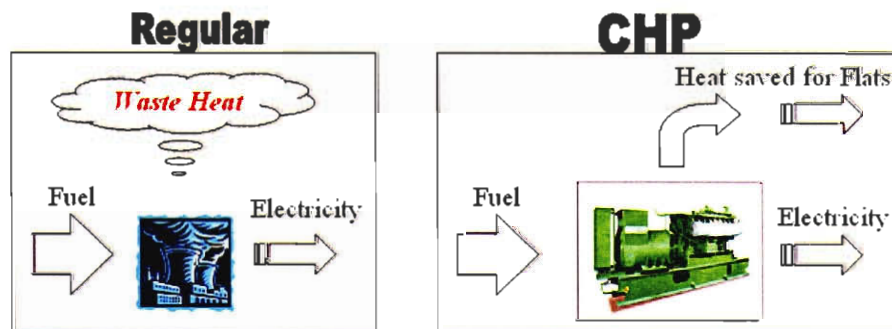 Regular
CHP
Waste Heat
Fuel
Electricity
Heat saved for Flats
Fuel
Electricity